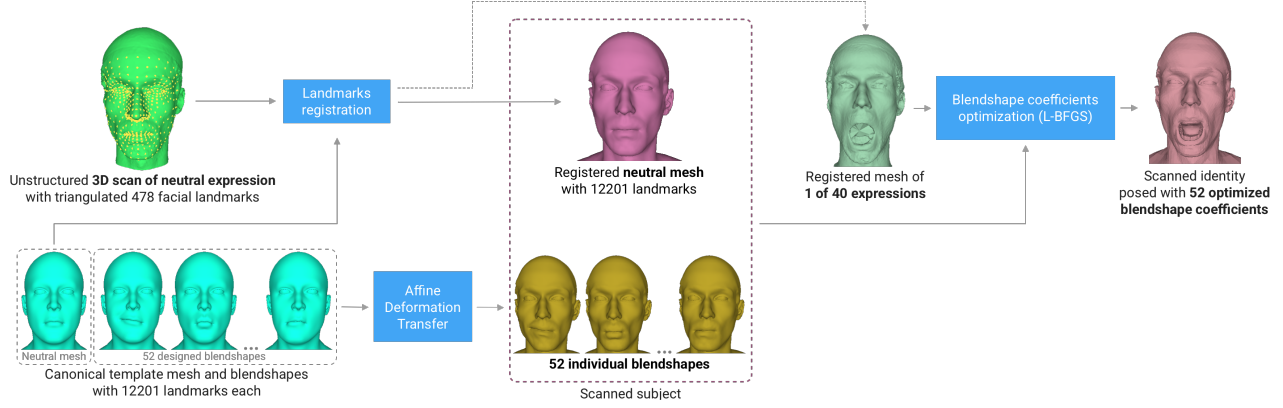 Landmarks
registration
Unstructured 3D scan of neutral expression
with triangulated 478 facial landmarks
Registered neutral mesh
with 12201 landmarks
Registered mesh of
1 of 40 expressions
Blendshape coefficients
optimization (L-BFGS)
Scanned identity
posed with 52 optimized
blendshape coefficients
Neutral mesh
52 designed blendshapes
...
Canonical template mesh and blendshapes
with 12201 landmarks each
Affine
Deformation
Transfer
...
52 individual blendshapes
Scanned subject